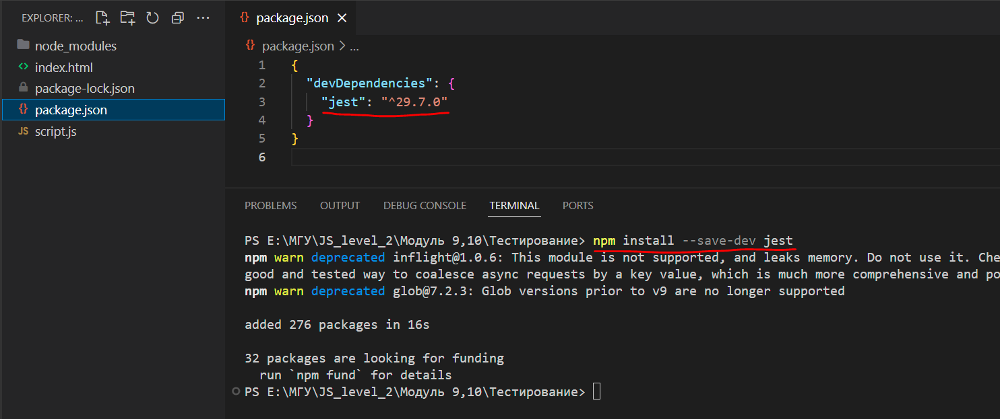 EXPLORER: ...
node_modules
index.html
package-lock.json
package.json
JS script.js
{} package.json
{} package.json > ...
1 {
2 "devDependencies": {
3 "jest": "^29.7.0"
4 }
5 }
6
PROBLEMS OUTPUT DEBUG CONSOLE TERMINAL PORTS
PS E:\МГУ\JS_level_2\Модуль 9,10\Тестирование> npm install --save-dev jest
npm warn deprecated inflight@1.0.6: This module is not supported, and leaks memory. Do not use it. Che
good and tested way to coalesce async requests by a key value, which is much more comprehensive and po
npm warn deprecated glob@7.2.3: Glob versions prior to v9 are no longer supported
added 276 packages in 16s
32 packages are looking for funding
run `npm fund` for details
PS E:\МГУ\JS_level_2\Модуль 9,10\Тестирование>